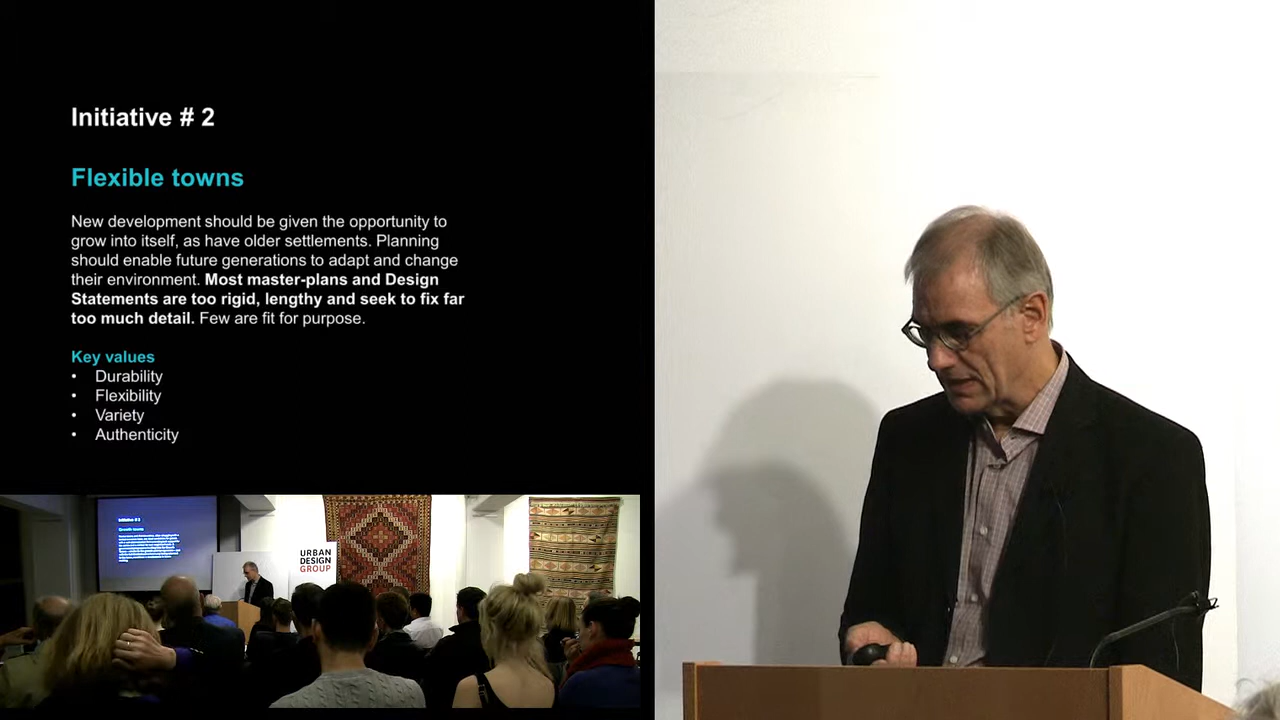 Initiative # 2
Flexible towns
New development should be given the opportunity to
grow into itself, as have older settlements. Planning
should enable future generations to adapt and change
their environment. Most master-plans and Design
Statements are too rigid, lengthy and seek to fix far
too much detail. Few are fit for purpose.
Key values
• Durability
• Flexibility
• Variety
• Authenticity
Initiative # 2
URBAN
DESIGN
GROUP